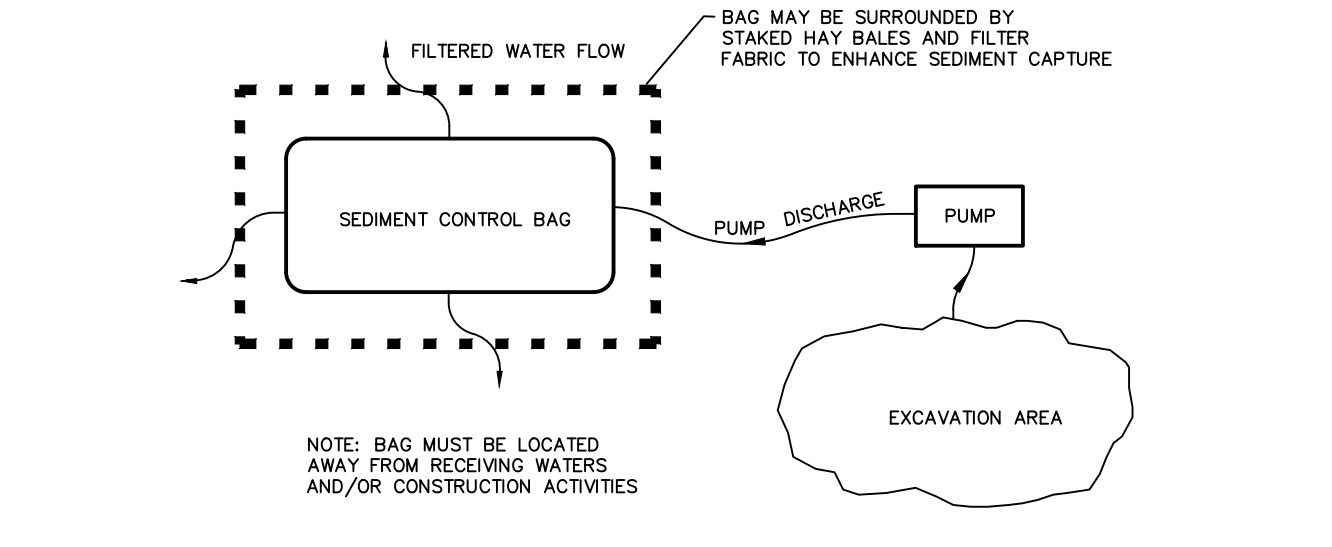 BAG MAY BE SURROUNDED BY
STAKED HAY BALES AND FILTER
FABRIC TO ENHANCE SEDIMENT CAPTURE
FILTERED WATER FLOW
SEDIMENT CONTROL BAG
PUMP DISCHARGE
PUMP
EXCAVATION AREA
NOTE: BAG MUST BE LOCATED
AWAY FROM RECEIVING WATERS
AND/OR CONSTRUCTION ACTIVITIES